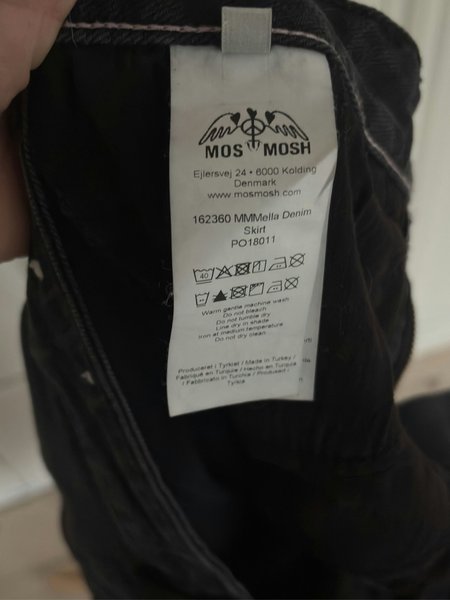 MOS MOSH
Ejlersvej 24 • 6000 Kolding
Denmark
www.mosmosh.com
162360 MMMella Denim
Skirt
PO18011
40
Warm gentle machine wash
Do not bleach
Do not tumble dry
Line dry in shade
Iron at medium temperature
Do not dry clean
Produceret i Tyrkiet / Made in Turkey /
Fabriqué en Turquie / Hecho en Turquía
/ Fabbricato in Turchia / Produsert i
Tyrkia